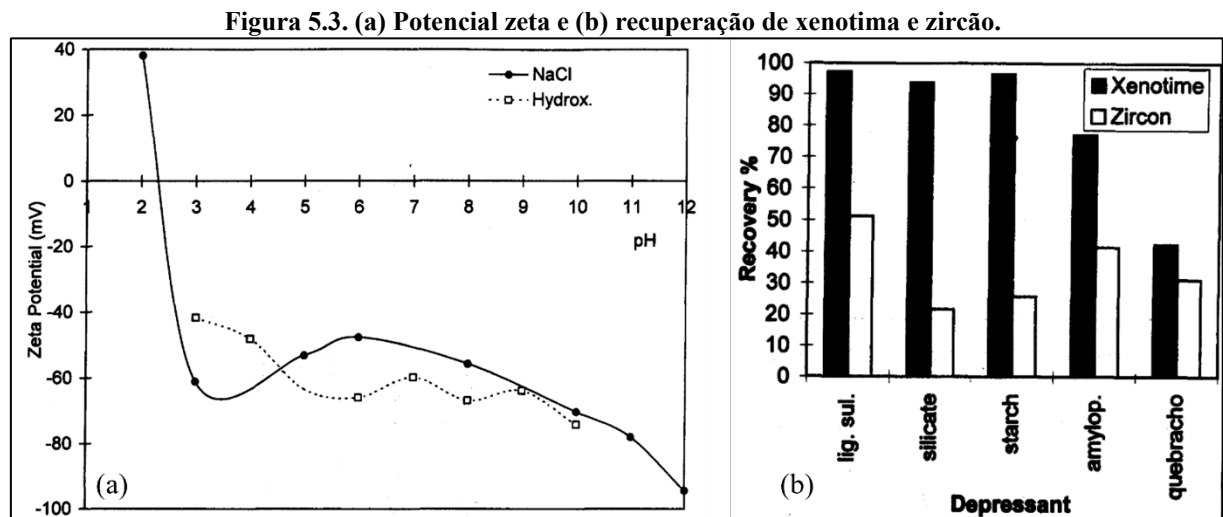 Figura 5.3. (a) Potencial zeta e (b) recuperação de xenotima e zircão.
40
20
0
-20
-40
-60
-80
-100
Zeta Potential (mV)
1 2 3 4 5 6 7 8 9 10 11 12
pH
NaCl
Hydrox.
(a)
100
90
80
70
60
50
40
30
20
10
0
Recovery %
Xenotime
Zircon
lig. sul.
silicate
starch
amylop.
quebracho
Depressant
(b)